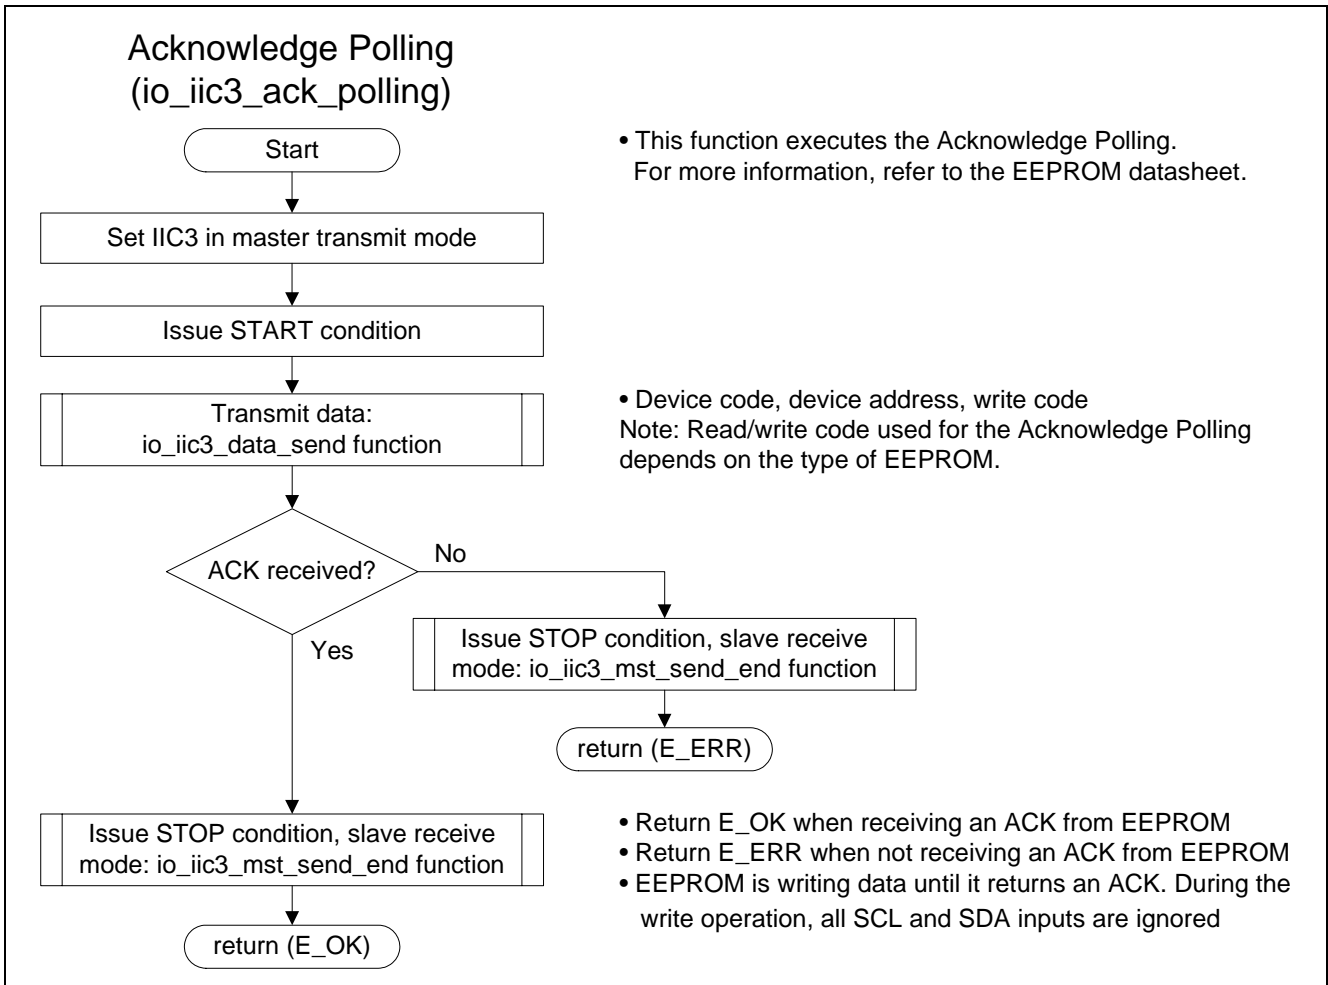 Acknowledge Polling
(io_iic3_ack_polling)
Start
• This function executes the Acknowledge Polling.
For more information, refer to the EEPROM datasheet.
Set IIC3 in master transmit mode
Issue START condition
Transmit data:
io_iic3_data_send function
• Device code, device address, write code
Note: Read/write code used for the Acknowledge Polling
depends on the type of EEPROM.
ACK received?
No
Yes
Issue STOP condition, slave receive
mode: io_iic3_mst_send_end function
return (E_ERR)
Issue STOP condition, slave receive
mode: io_iic3_mst_send_end function
return (E_OK)
• Return E_OK when receiving an ACK from EEPROM
• Return E_ERR when not receiving an ACK from EEPROM
• EEPROM is writing data until it returns an ACK. During the
write operation, all SCL and SDA inputs are ignored